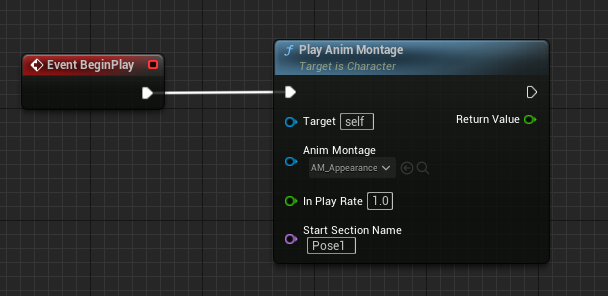 Event BeginPlay
Play Anim Montage
Target is Character
Target self
Return Value
Anim Montage
AM_Appearance
In Play Rate 1.0
Start Section Name
Pose1